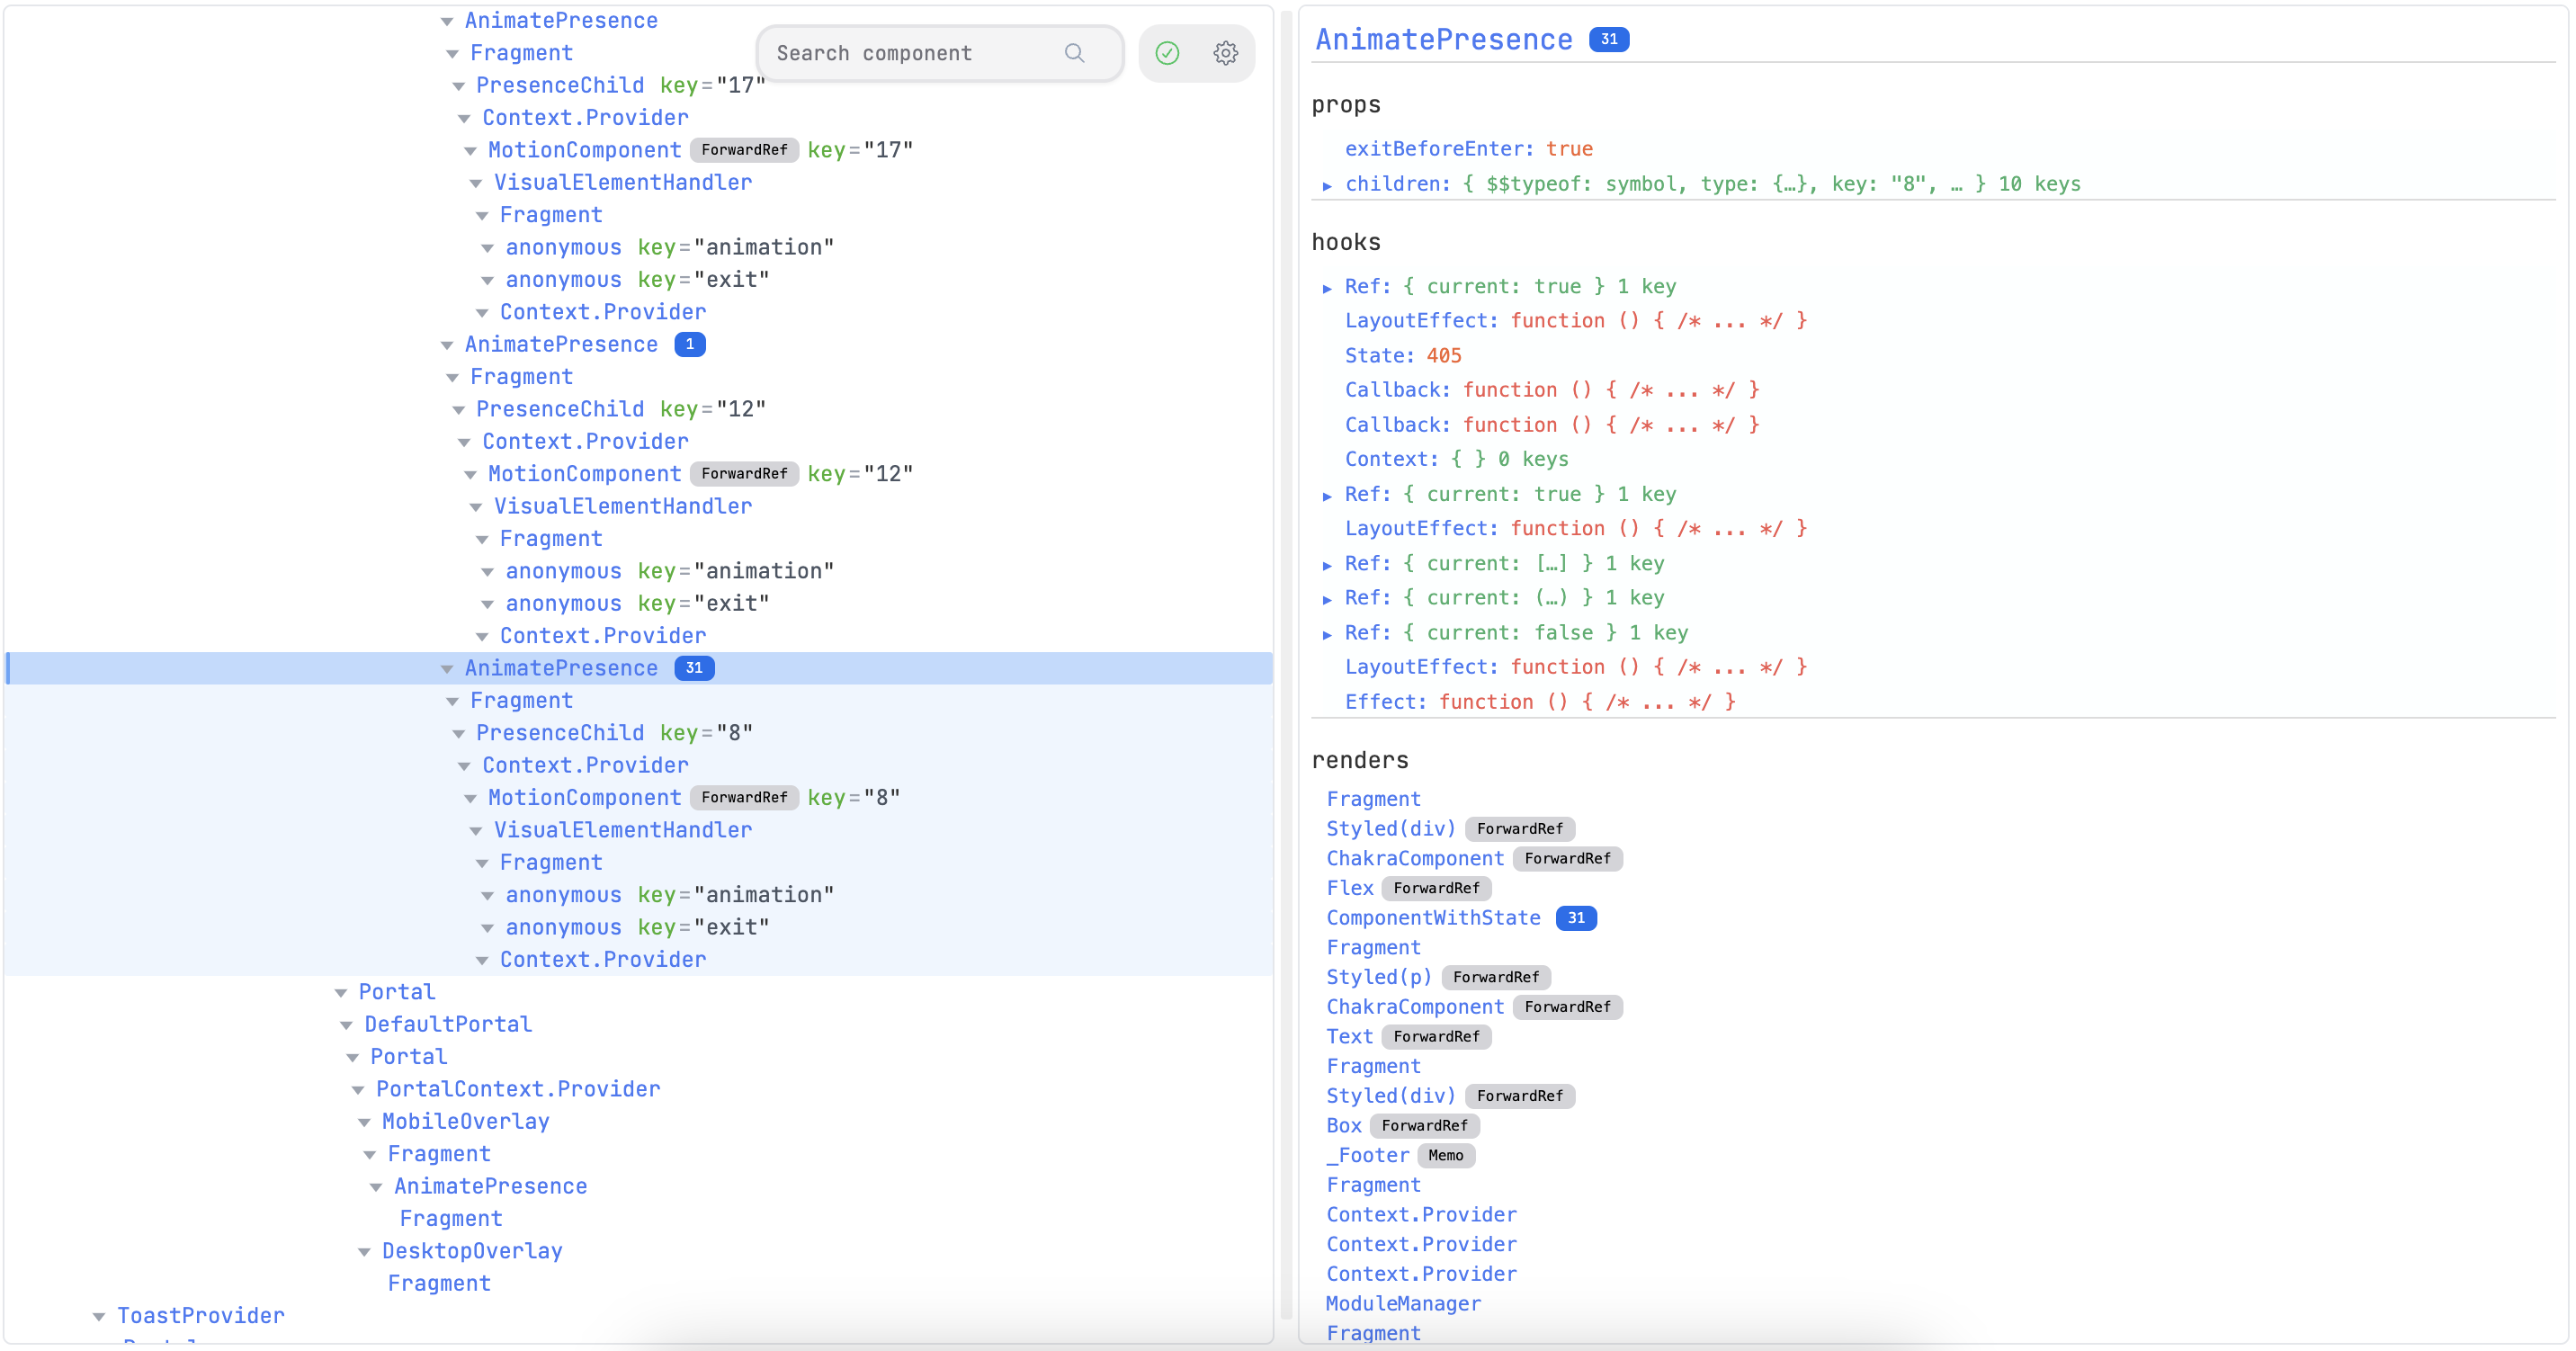 AnimatePresence
Fragment
Search component
PresenceChild key="17"
Context.Provider
MotionComponent ForwardRef key="17"
VisualElementHandler
Fragment
anonymous key="animation"
anonymous key="exit"
Context.Provider
AnimatePresence 1
Fragment
PresenceChild key="12"
Context.Provider
MotionComponent ForwardRef key="12"
VisualElementHandler
Fragment
anonymous key="animation"
anonymous key="exit"
Context.Provider
AnimatePresence 31
Fragment
PresenceChild key="8"
Context.Provider
MotionComponent ForwardRef key="8"
VisualElementHandler
Fragment
anonymous key="animation"
anonymous key="exit"
Context.Provider
Portal
DefaultPortal
Portal
PortalContext.Provider
MobileOverlay
Fragment
AnimatePresence
Fragment
DesktopOverlay
Fragment
ToastProvider
AnimatePresence 31
props
exitBeforeEnter: true
children: { $$typeof: symbol, type: {…}, key: "8", … } 10 keys
hooks
Ref: { current: true } 1 key
LayoutEffect: function () { /* ... */ }
State: 405
Callback: function () { /* ... */ }
Callback: function () { /* ... */ }
Context: { } 0 keys
Ref: { current: true } 1 key
LayoutEffect: function () { /* ... */ }
Ref: { current: […] } 1 key
Ref: { current: (…) } 1 key
Ref: { current: false } 1 key
LayoutEffect: function () { /* ... */ }
Effect: function () { /* ... */ }
renders
Fragment
Styled(div) ForwardRef
ChakraComponent ForwardRef
Flex ForwardRef
ComponentWithState 31
Fragment
Styled(p) ForwardRef
ChakraComponent ForwardRef
Text ForwardRef
Fragment
Styled(div) ForwardRef
Box ForwardRef
_Footer Memo
Fragment
Context.Provider
Context.Provider
Context.Provider
ModuleManager
Fragment